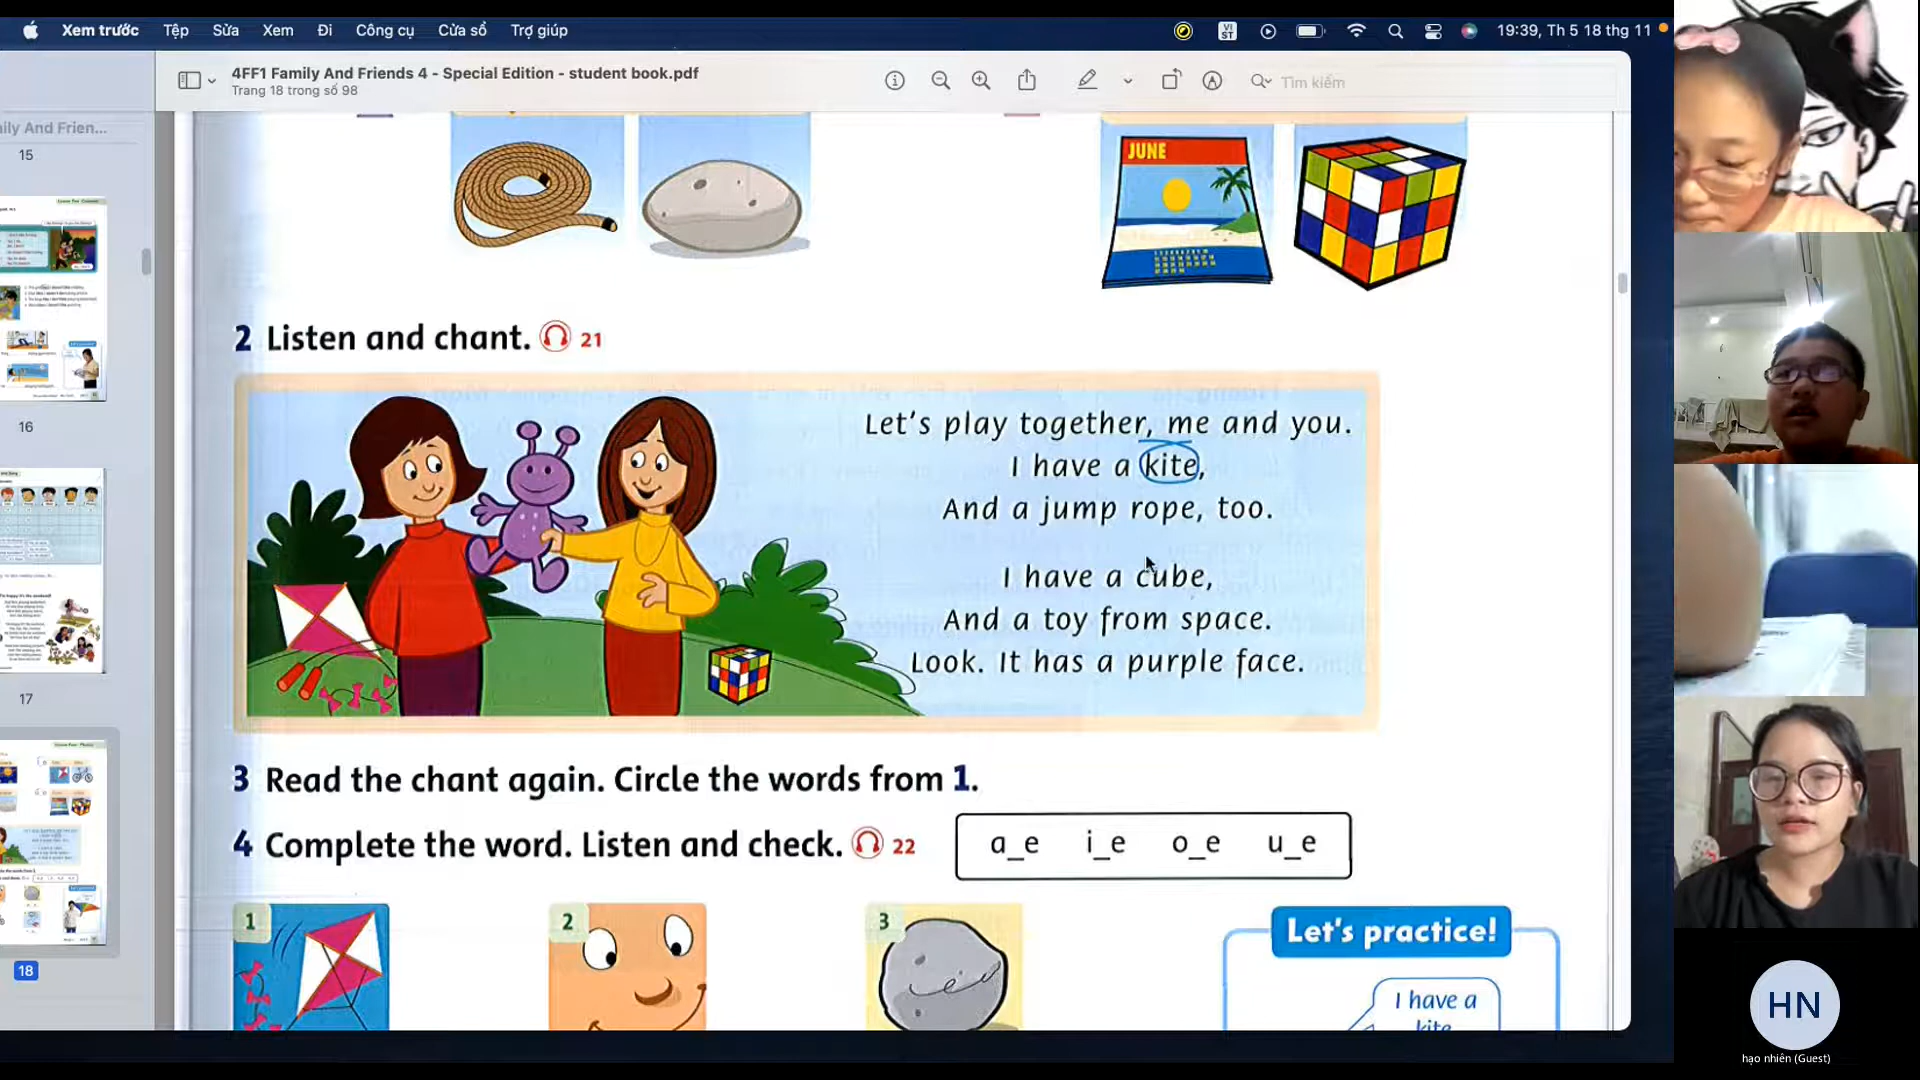 Xem trước Tệp Sửa Xem Đi Công cụ Cửa sổ Trợ giúp
VI
ST
19:39, Th 5 18 thg 11
4FF1 Family And Friends 4 - Special Edition - student book.pdf
Trang 18 trong số 98
Tìm kiếm
ily And Frien...
15
16
17
18
JUNE
2 Listen and chant. 21
Let's play together, me and you.
I have a kite,
And a jump rope, too.
I have a cube,
And a toy from space.
Look. It has a purple face.
3 Read the chant again. Circle the words from 1.
4 Complete the word. Listen and check. 22
a_e i_e o_e u_e
1
2
3
Let's practice!
I have a
kite
HN
hạo nhiên (Guest)